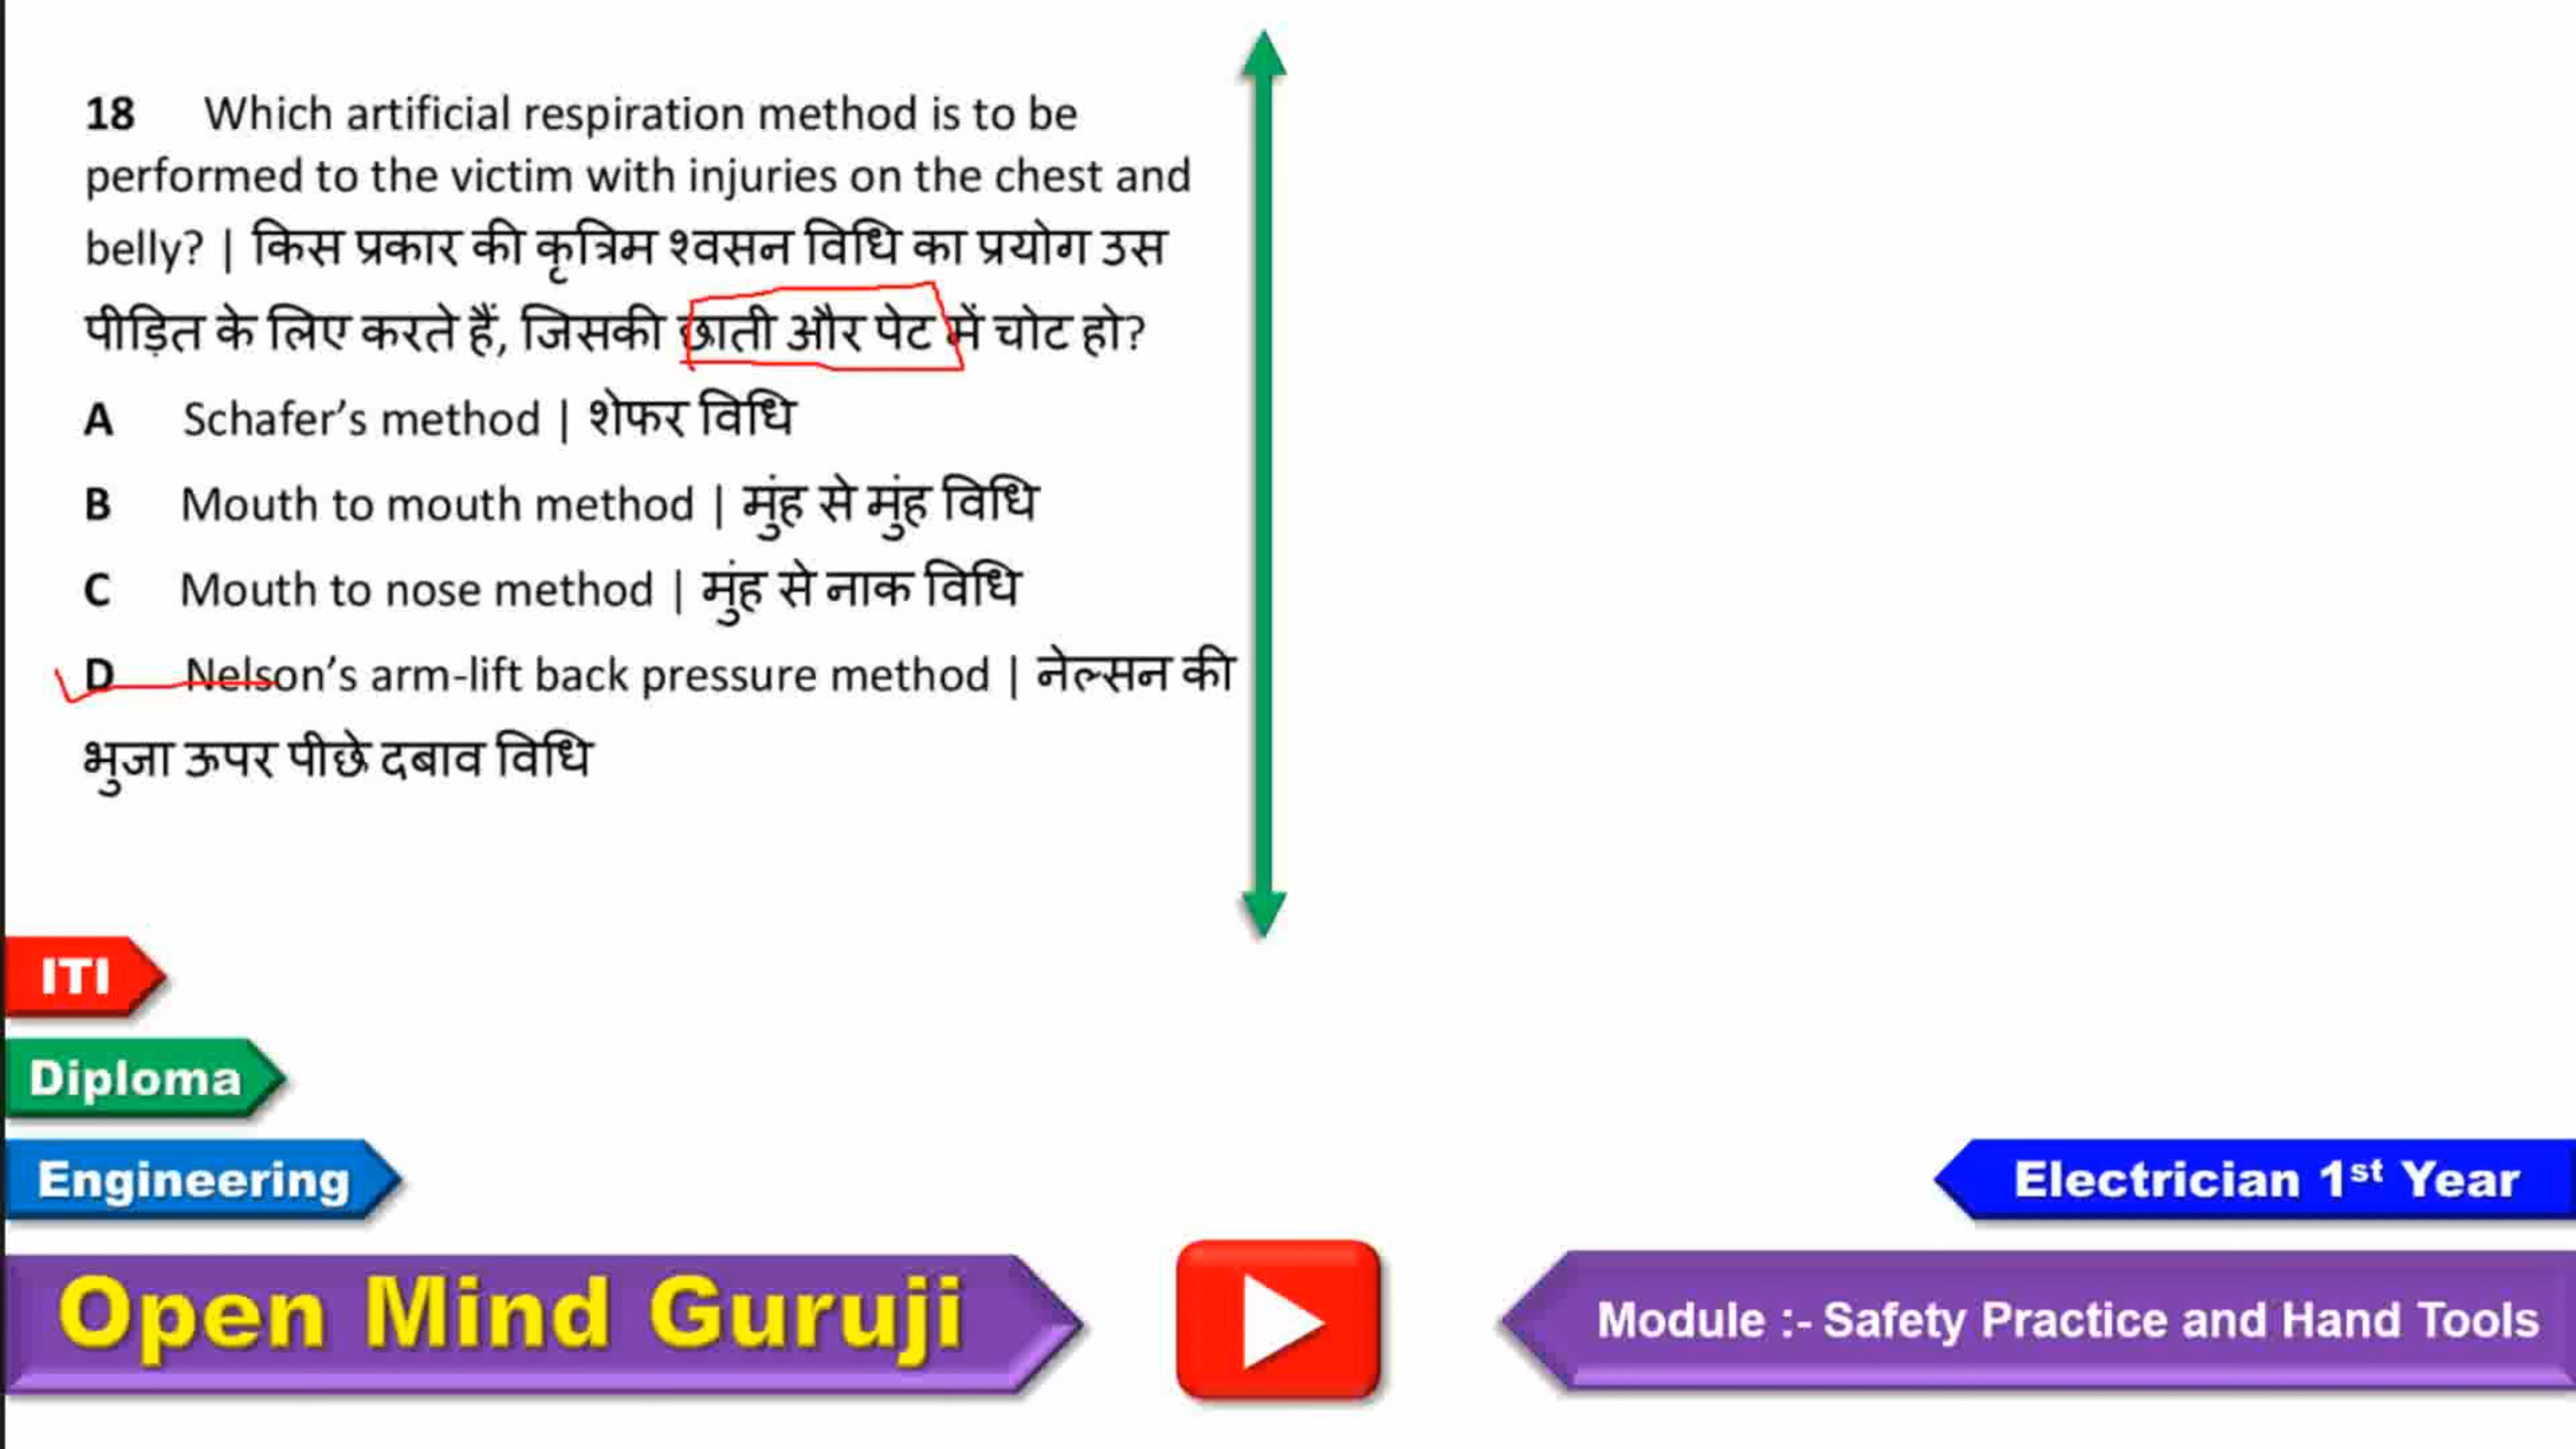 18 Which artificial respiration method is to be
performed to the victim with injuries on the chest and
belly? | किस प्रकार की कृत्रिम श्वसन विधि का प्रयोग उस
पीड़ित के लिए करते हैं, जिसकी छाती और पेट में चोट हो?
A Schafer’s method | शेफर विधि
B Mouth to mouth method | मुंह से मुंह विधि
C Mouth to nose method | मुंह से नाक विधि
D Nelson’s arm-lift back pressure method | नेल्सन की
भुजा ऊपर पीछे दबाव विधि
ITI
Diploma
Engineering
Electrician 1st Year
Open Mind Guruji
Module :- Safety Practice and Hand Tools